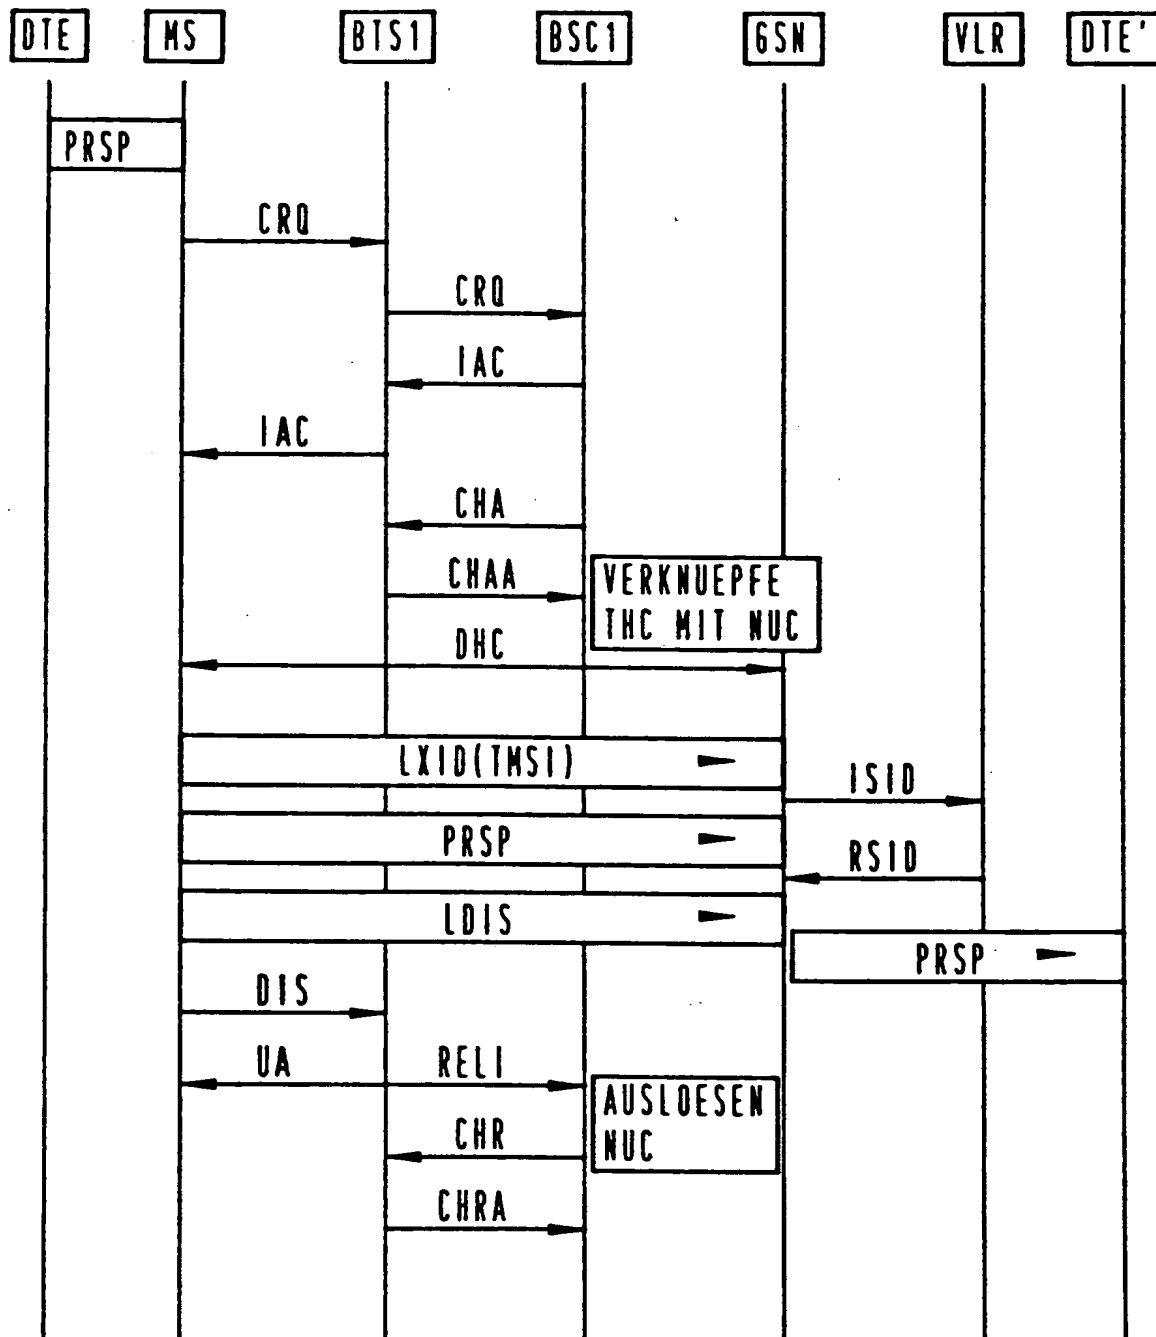 DTE MS BTS1 BSC1 GSN VLR DTE'
PRSP
CRQ
CRQ
IAC
IAC
CHA
CHAA
VERKNUEPFE
THC MIT NUC
DHC
LXID(TMSI)
ISID
PRSP
RSID
LDIS
PRSP
DIS
UA RELI
AUSLOESEN
NUC
CHR
CHRA